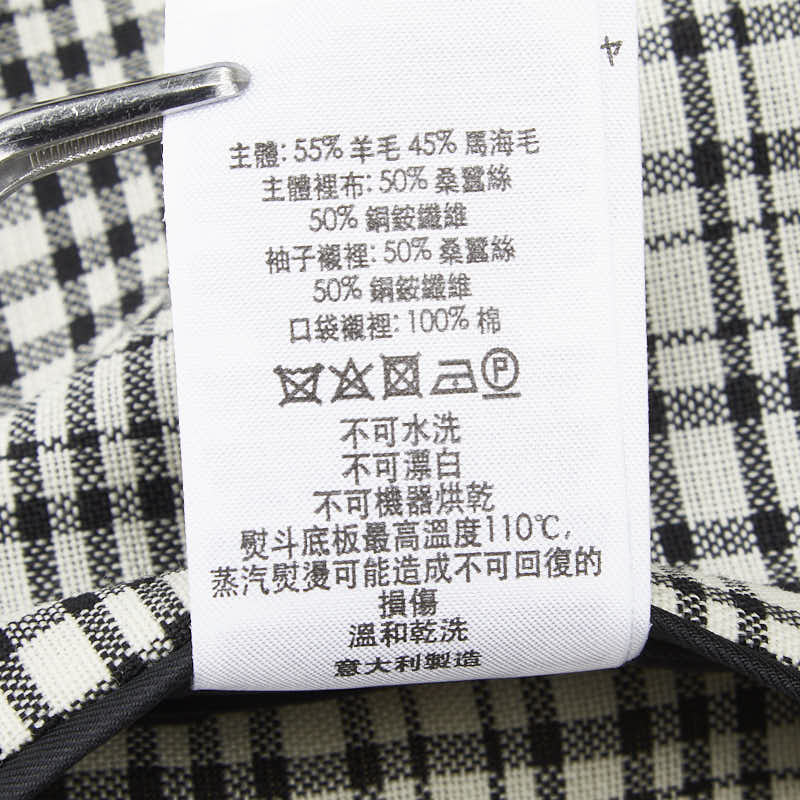 主體: 55% 羊毛 45% 馬海毛
主體裡布: 50% 桑蠶絲
50% 銅銨纖維
袖子襯裡: 50% 桑蠶絲
50% 銅銨纖維
口袋襯裡: 100% 棉
P
不可水洗
不可漂白
不可機器烘乾
熨斗底板最高溫度110℃,
蒸汽熨燙可能造成不可回復的
損傷
溫和乾洗
意大利製造